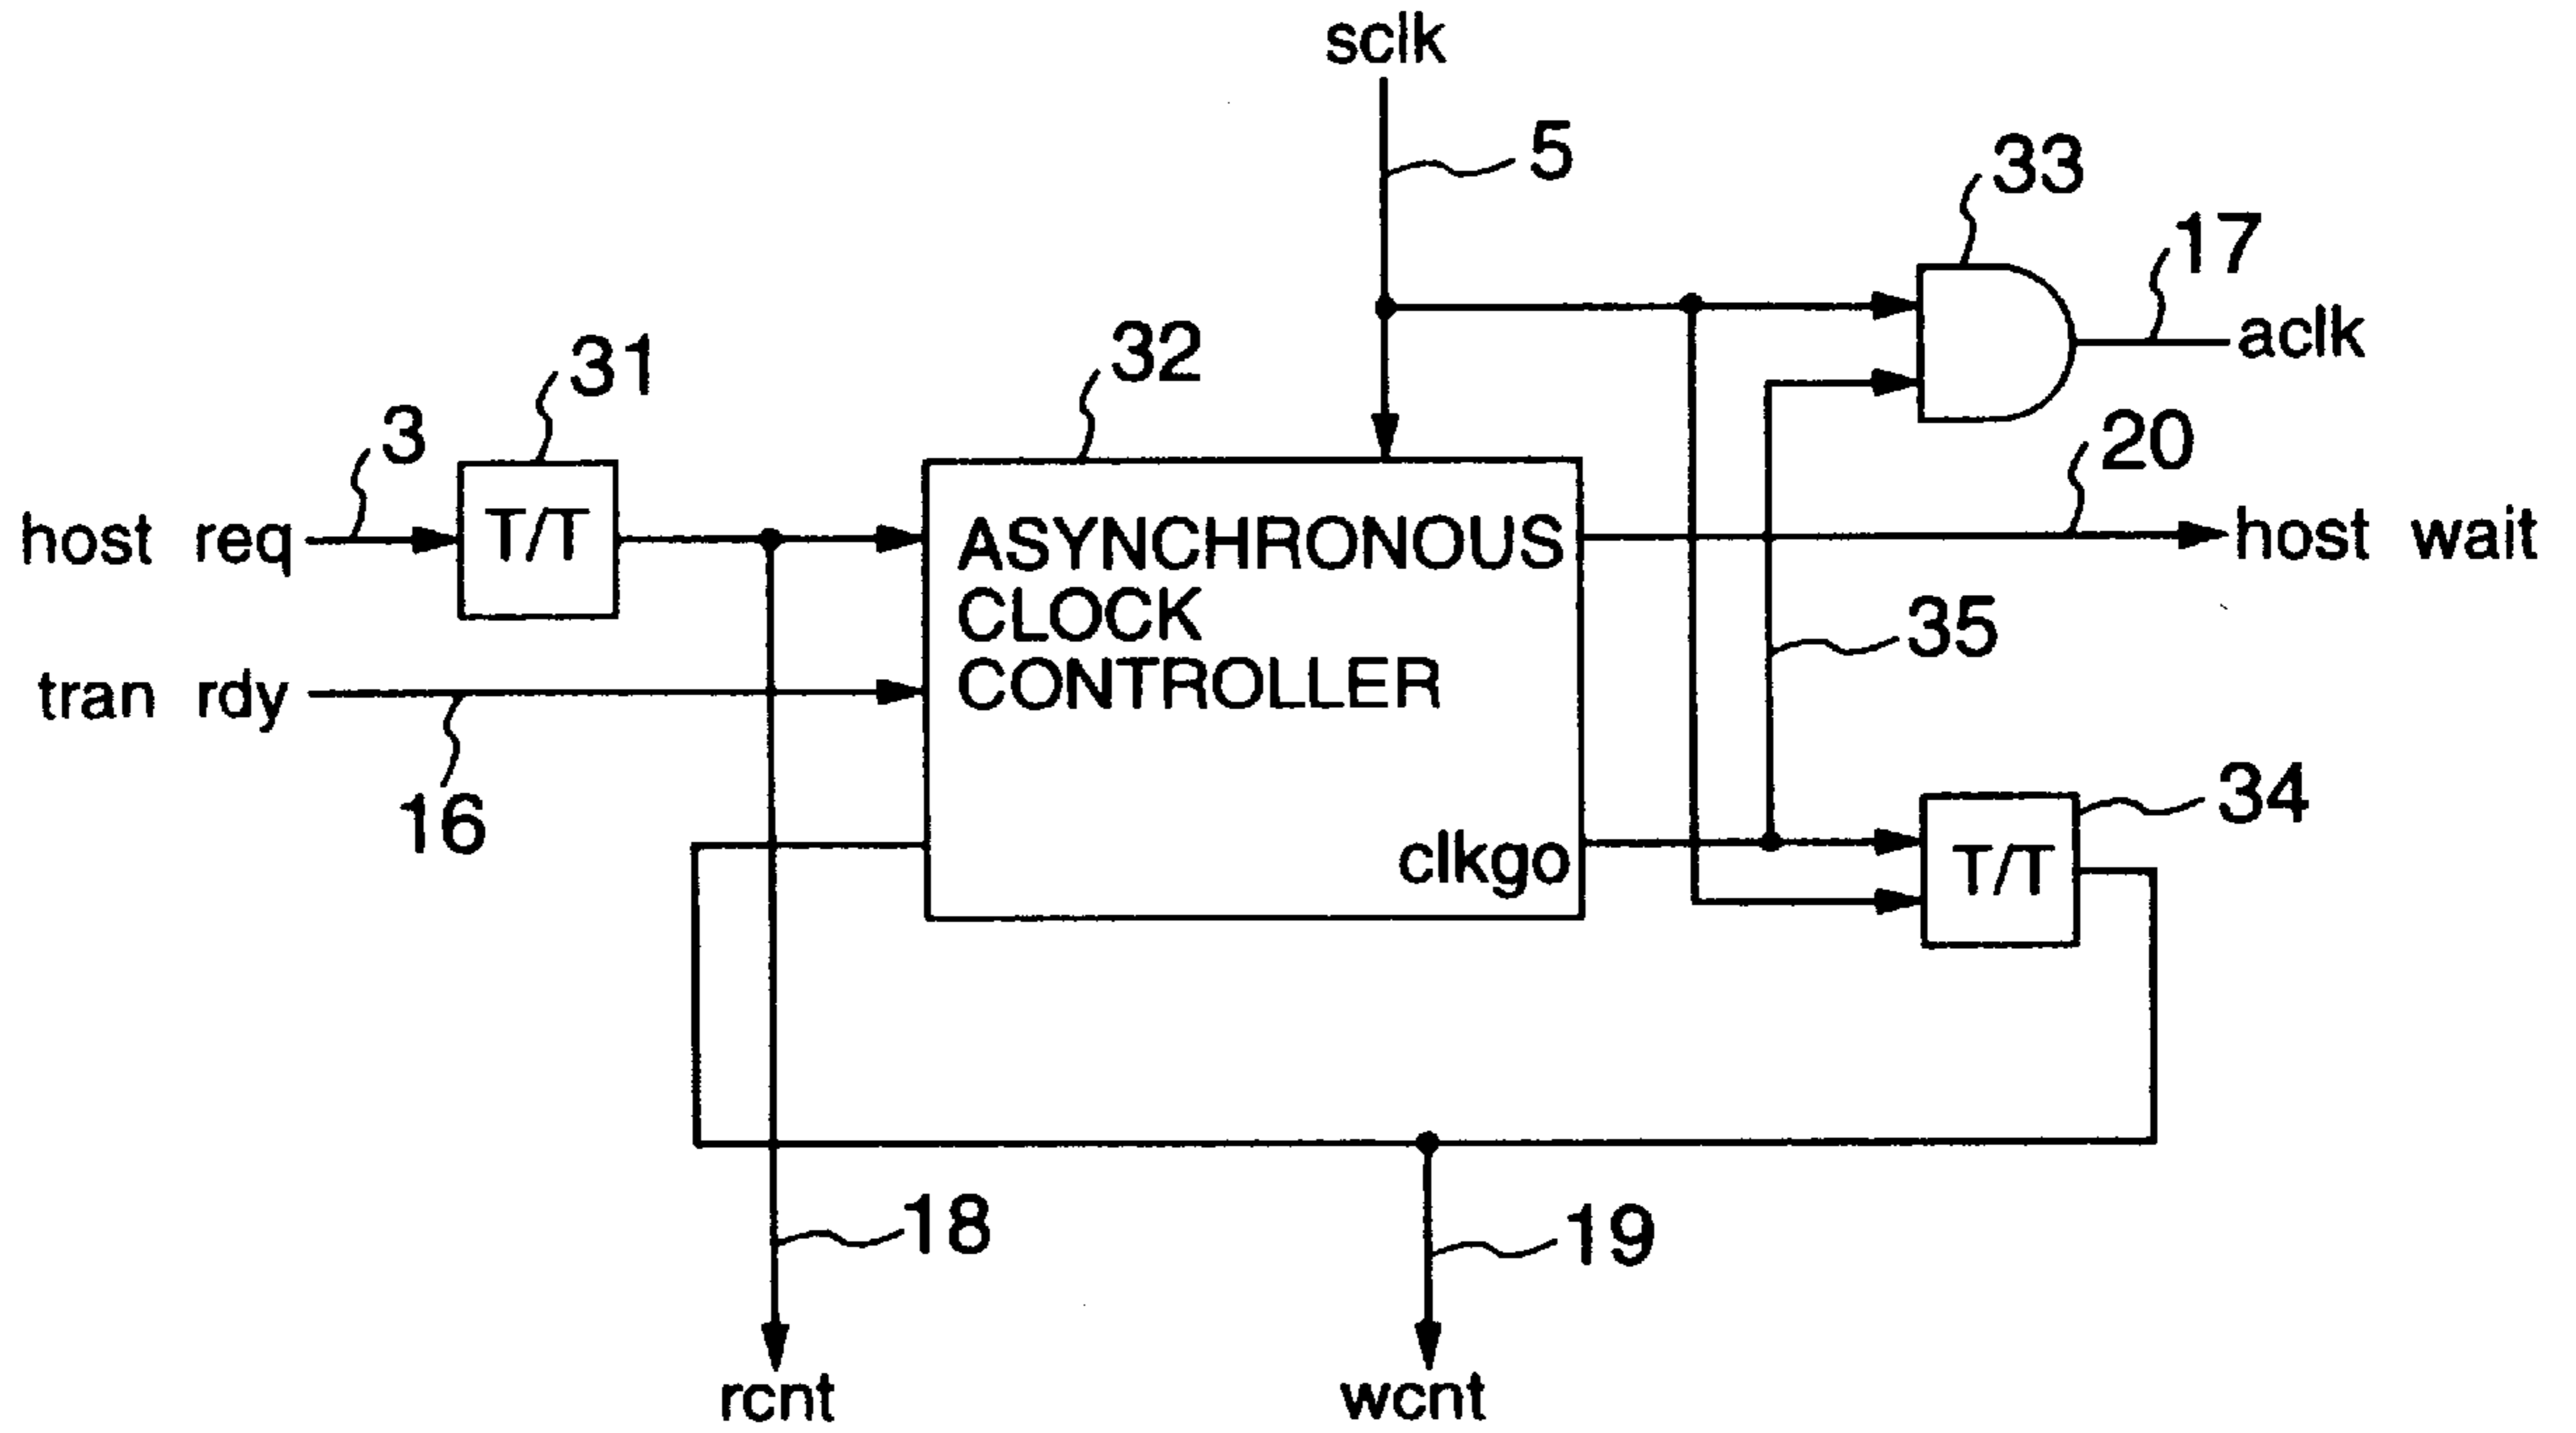 sclk
5
33
17
aclk
32
31
3
20
host req
T/T
ASYNCHRONOUS
CLOCK
CONTROLLER
host wait
35
tran rdy
16
clkgo
34
T/T
18
19
rcnt
wcnt